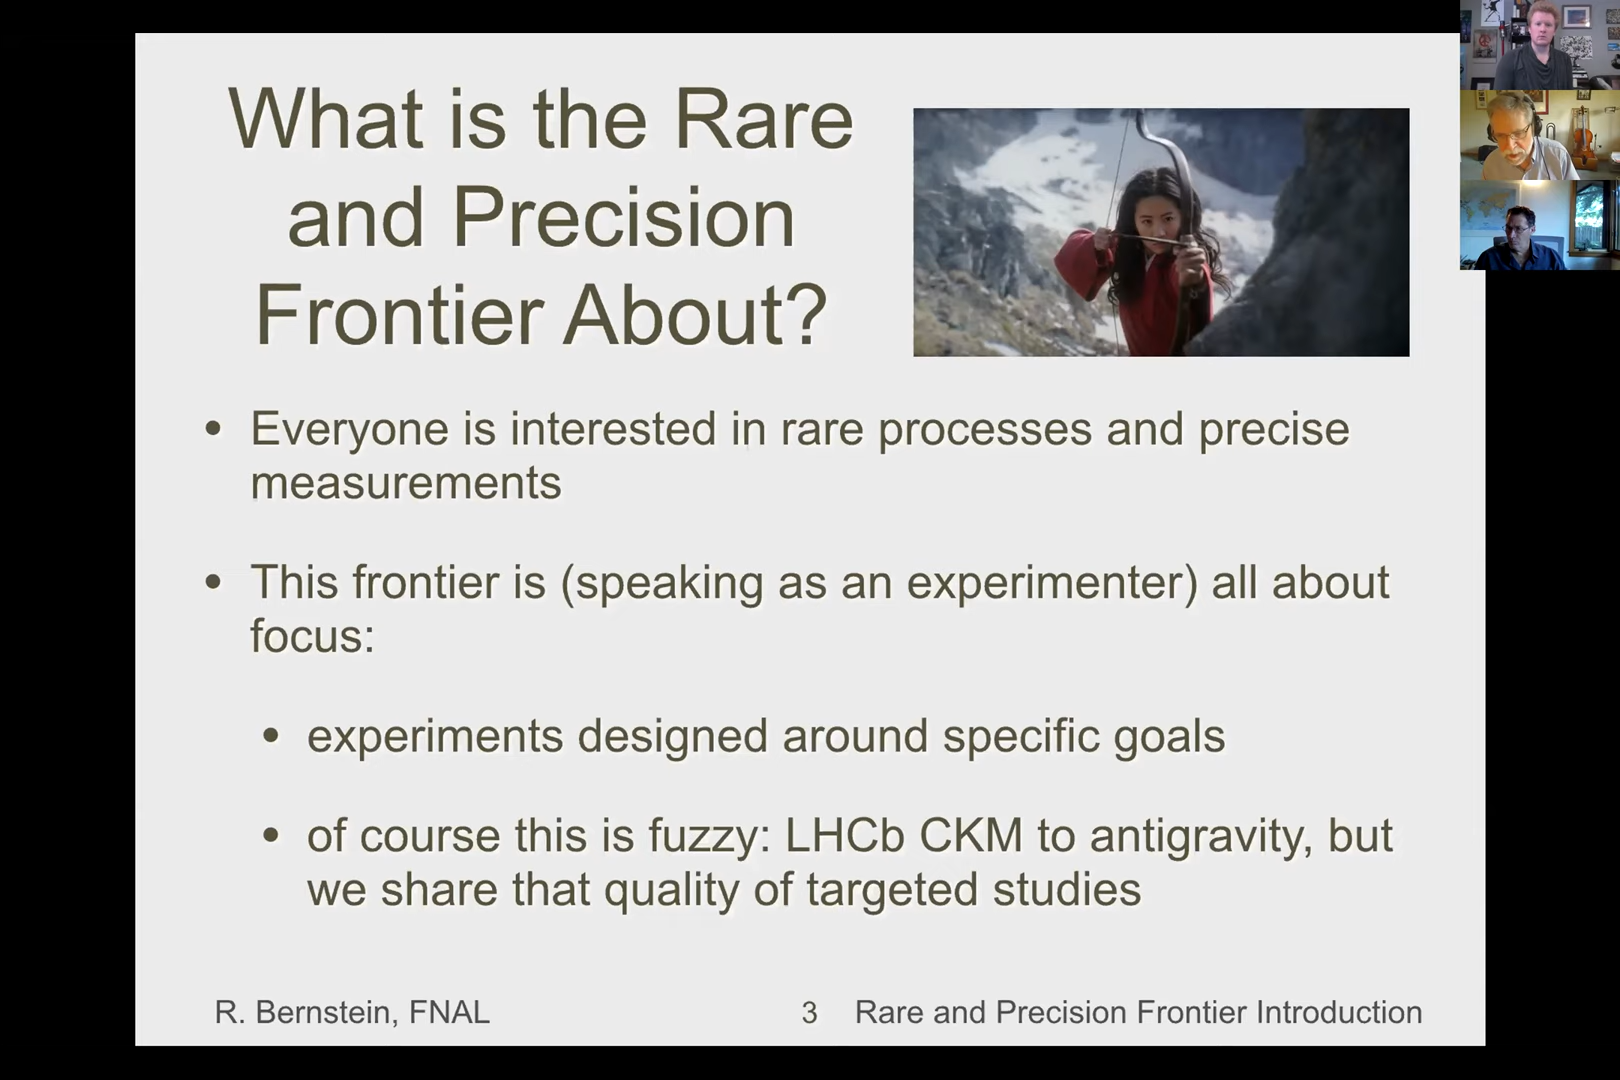 What is the Rare
and Precision
Frontier About?
• Everyone is interested in rare processes and precise
measurements
• This frontier is (speaking as an experimenter) all about
focus:
• experiments designed around specific goals
• of course this is fuzzy: LHCb CKM to antigravity, but
we share that quality of targeted studies
R. Bernstein, FNAL
3
Rare and Precision Frontier Introduction